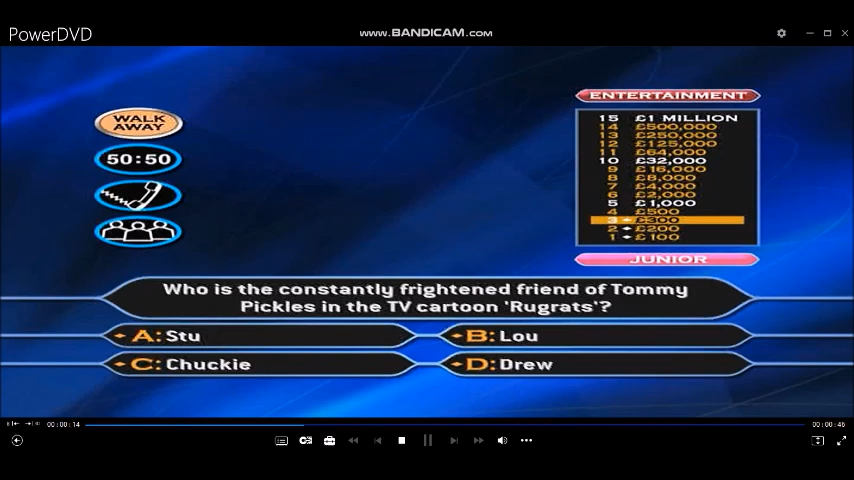 PowerDVD
www.BANDICAM.com
ENTERTAINMENT
WALK
AWAY
50:50
15 £1 MILLION
14 £500,000
13 £250,000
12 £125,000
11 £64,000
10 £32,000
9 £16,000
8 £8,000
7 £4,000
6 £2,000
5 £1,000
4 £500
3 £300
2 £200
1 £100
JUNIOR
Who is the constantly frightened friend of Tommy
Pickles in the TV cartoon 'Rugrats'?
A: Stu
B: Lou
C: Chuckie
D: Drew
00:00:14
00:00:46